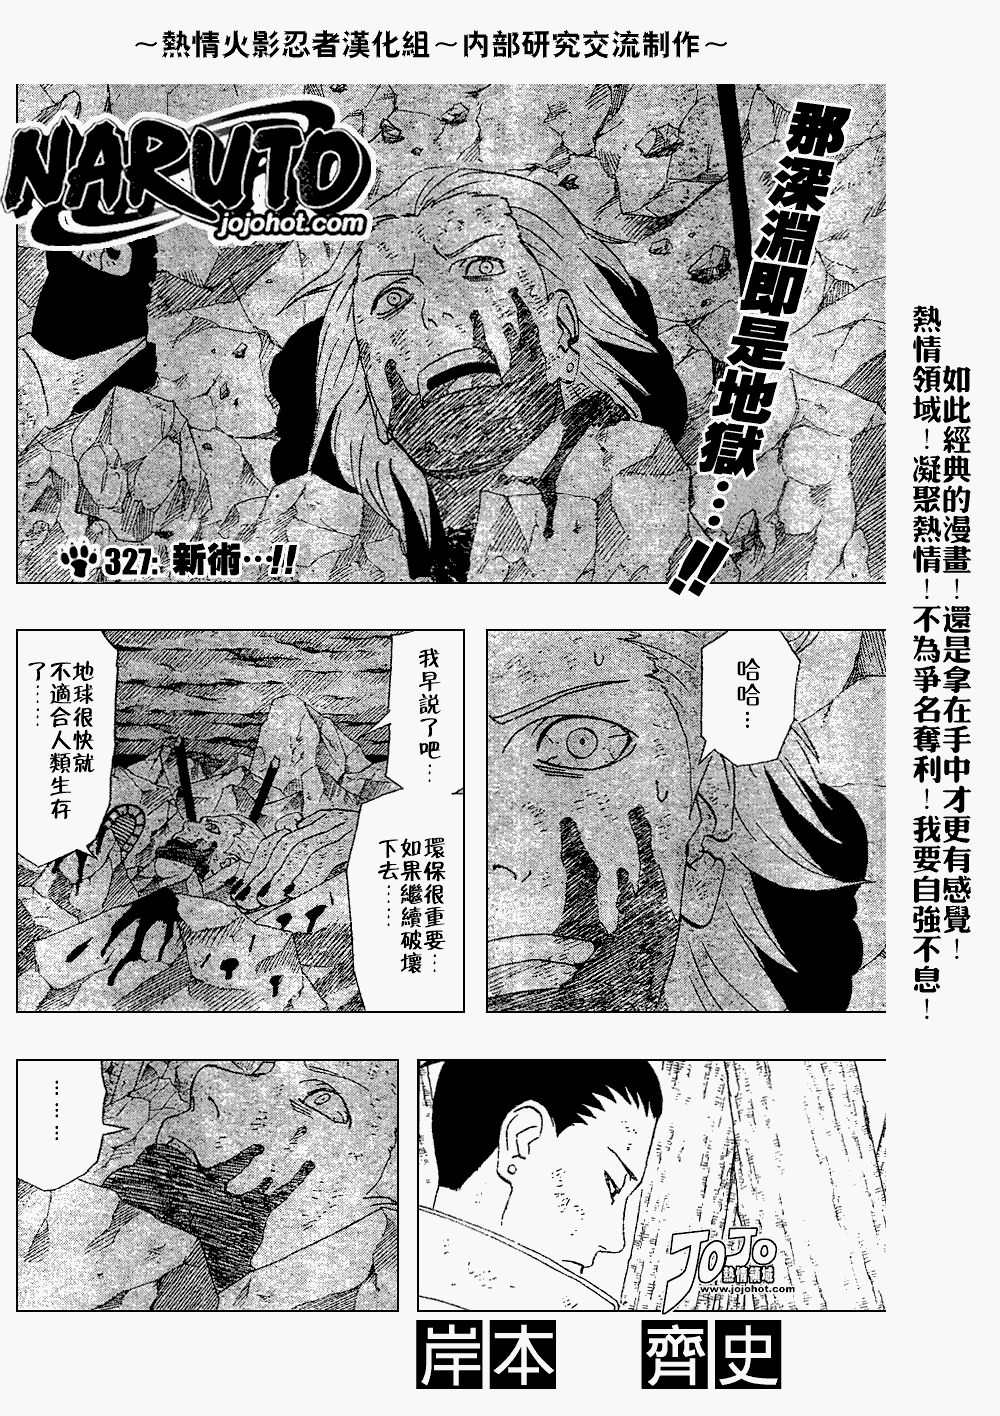 ～熱情火影忍者漢化組～内部研究交流制作～
NARUTO
jojohot.com
那深淵即是地獄…!!
327: 新術…!!
如此經典的漫畫！還是拿在手中才更有感覺！
熱情領域！凝聚熱情！不為爭名奪利！我要自強不息！
哈
哈…
我早說了吧…
環保很重要…
如果繼續破壞
下去……
地球很快就
不適合人類生存
了……
………
JOJO
熱情領域
www.jojohot.com
岸本 齊史